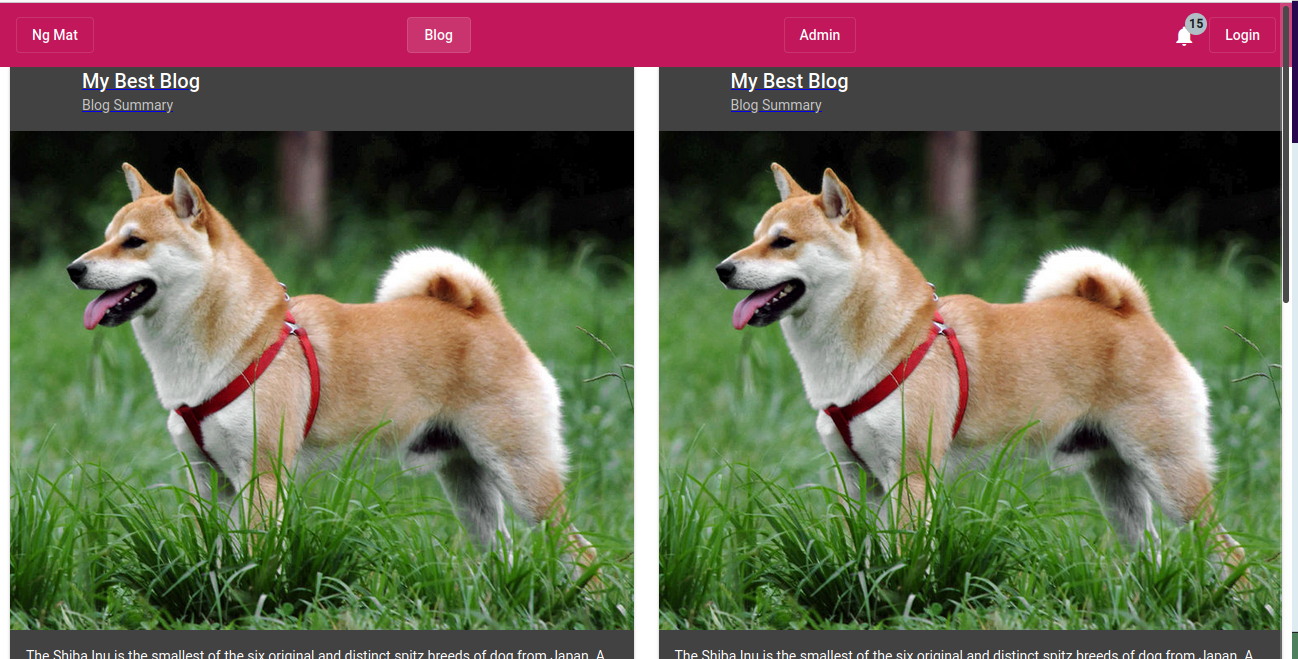 Ng Mat Blog Admin 15 Login
My Best Blog
Blog Summary
The Shiba Inu is the smallest of the six original and distinct spitz breeds of dog from Japan. A
My Best Blog
Blog Summary
The Shiba Inu is the smallest of the six original and distinct spitz breeds of dog from Japan. A